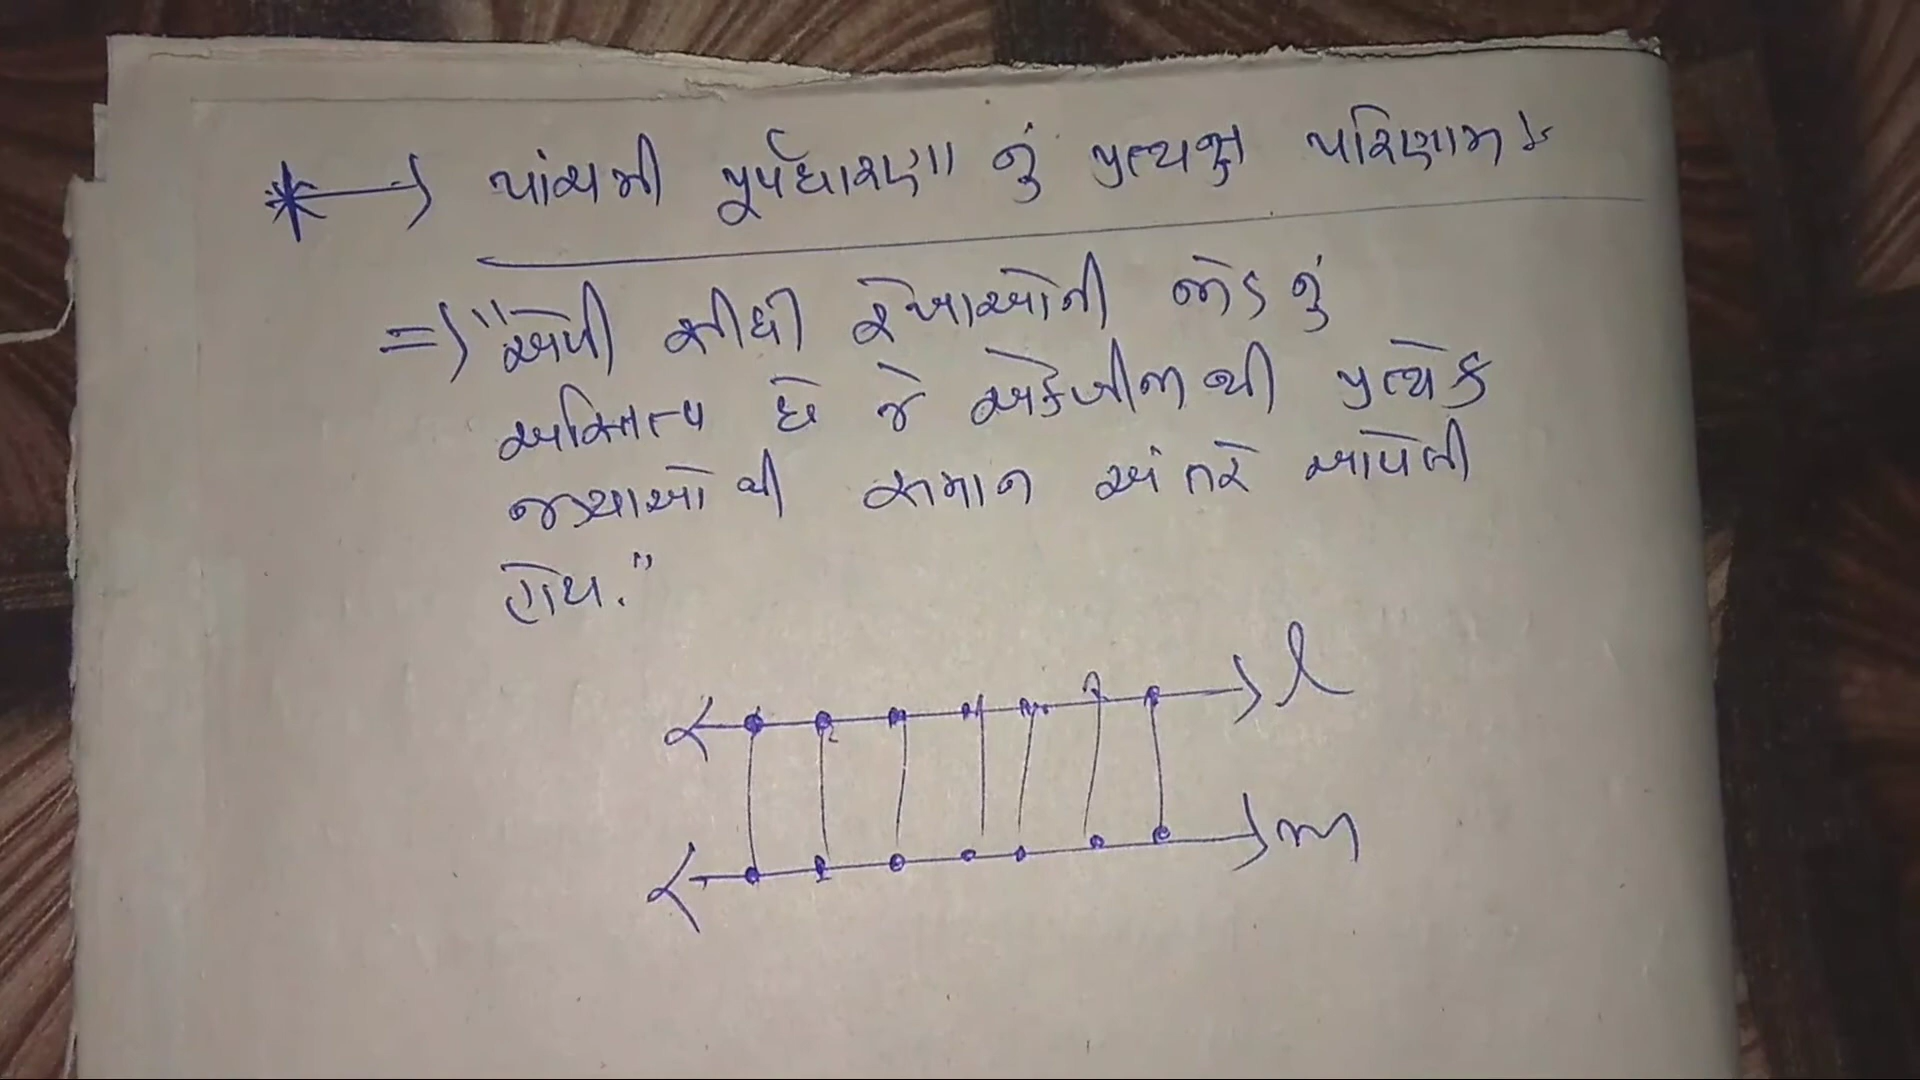 * → પાંચમી પૂર્વધારણા નું પ્રત્યક્ષ પરિણામ :-
⇒ "એવી સીધી રેખાઓની જોડ નું
અસ્તિત્વ છે જે એકબીજા થી પ્રત્યેક
જગ્યાઓ થી સમાન અંતરે આવેલી
હોય."
l
m